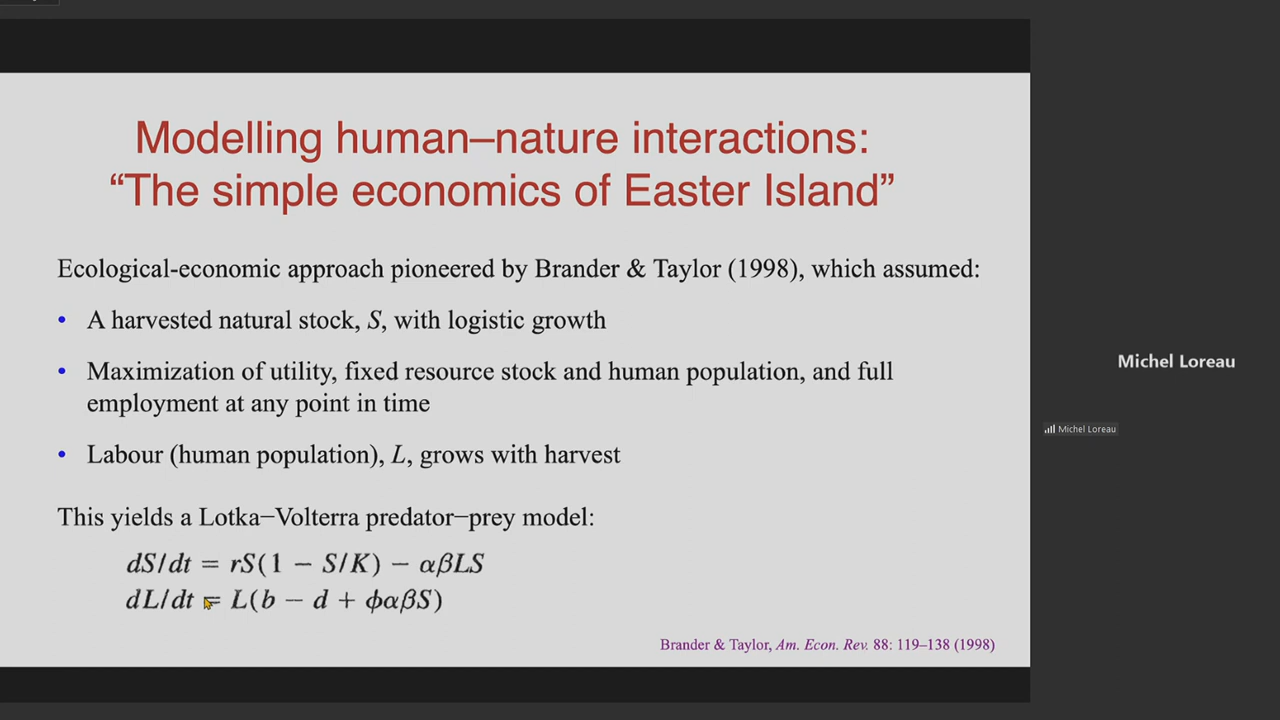 Modelling human–nature interactions:
“The simple economics of Easter Island”
Ecological-economic approach pioneered by Brander & Taylor (1998), which assumed:
• A harvested natural stock, S, with logistic growth
• Maximization of utility, fixed resource stock and human population, and full
employment at any point in time
• Labour (human population), L, grows with harvest
This yields a Lotka−Volterra predator−prey model:
dS/dt = rS(1 − S/K) − αβLS
dL/dt = L(b − d + ϕαβS)
Brander & Taylor, Am. Econ. Rev. 88: 119–138 (1998)
Michel Loreau
Michel Loreau